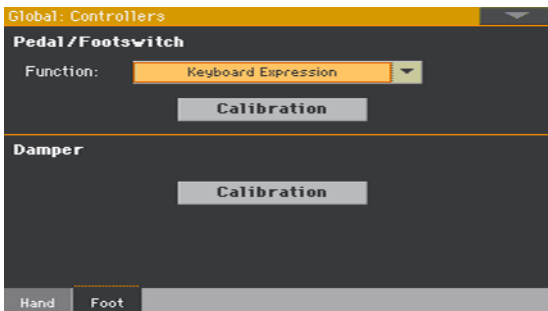 Global: Controllers
Pedal/Footswitch
Function: Keyboard Expression
Calibration
Damper
Calibration
Hand Foot